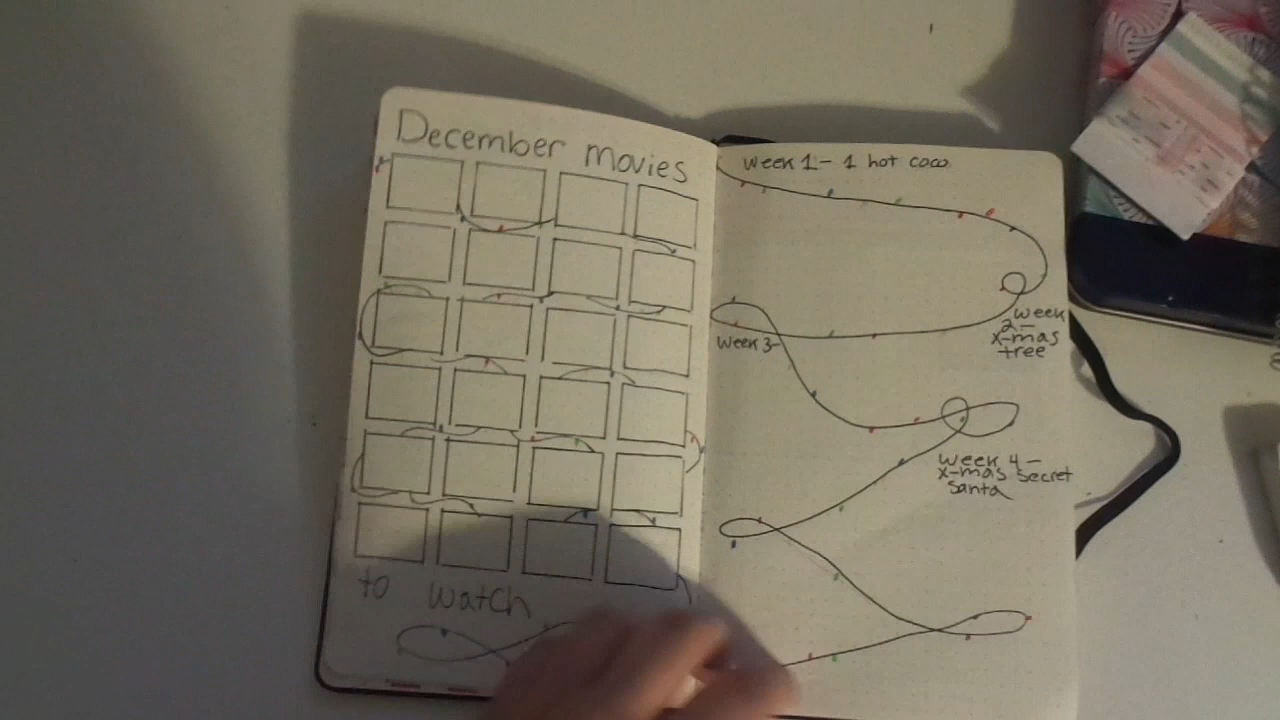 December movies
to watch
week 1 - 1 hot coco
week
2 -
x-mas
tree
week 3-
week 4 -
x-mas secret
santa